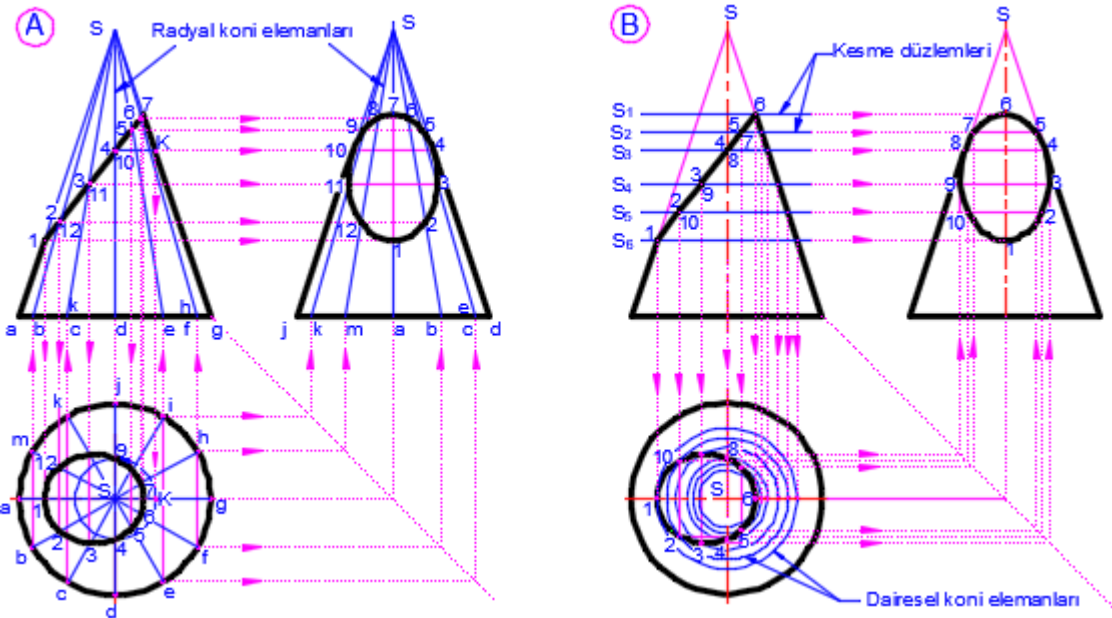 A
S
Radyal koni elemanları
S
7
6
5
K
4
10
3
11
2
12
1
k
h
a b c d e f g
8 7 6
9 5
10 4
11 3
12 2
1
e
j k m a b c d
j
k i
m h
12 9
S 7 K
a 1 g
8
2 3 4 5
b f
c e
d
B
S
Kesme düzlemleri
S
S1
S2
S3
S4
S5
S6
6
5
4 7
8
3
9
2
10
1
6
7 5
8 4
9 3
10 2
1
10 8
S 6
1
2 3 4 5
Dairesel koni elemanları